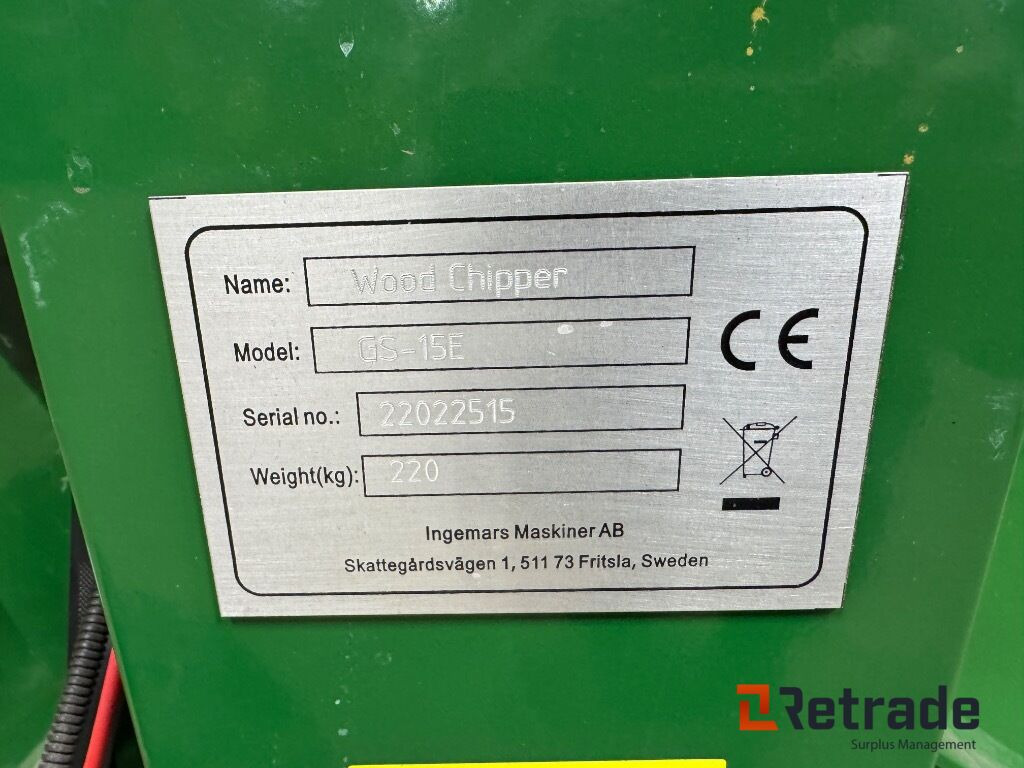 Name: Wood Chipper
Model: GS-15E
Serial no.: 22022515
Weight(kg): 220
CE
Ingemars Maskiner AB
Skattegårdsvägen 1, 511 73 Fritsla, Sweden
Retrade
Surplus Management